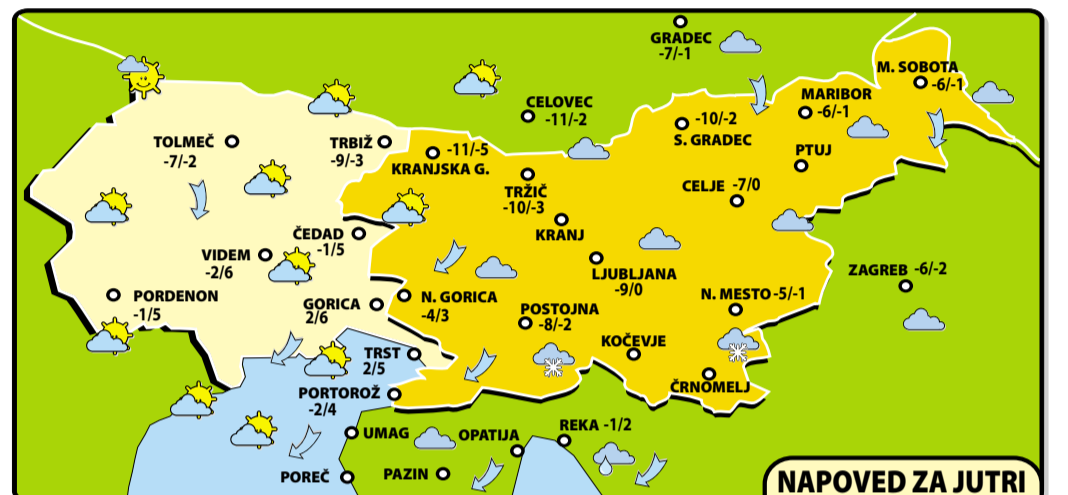 GRADEC
-7/-1
M. SOBOTA
-6/-1
CELOVEC
-11/-2
MARIBOR
-6/-1
-10/-2
S. GRADEC
TOLMEČ
-7/-2
TRBIŽ
-9/-3
-11/-5
KRANJSKA G.
PTUJ
TRŽIČ
-10/-3
CELJE -7/0
KRANJ
ČEDAD
-1/5
VIDEM
-2/6
LJUBLJANA
-9/0
ZAGREB -6/-2
PORDENON
-1/5
GORICA
2/6
N. GORICA
-4/3
POSTOJNA
-8/-2
N. MESTO -5/-1
KOČEVJE
TRST
2/5
ČRNOMELJ
PORTOROŽ
-2/4
UMAG
OPATIJA
REKA -1/2
POREČ
PAZIN
NAPOVED ZA JUTRI